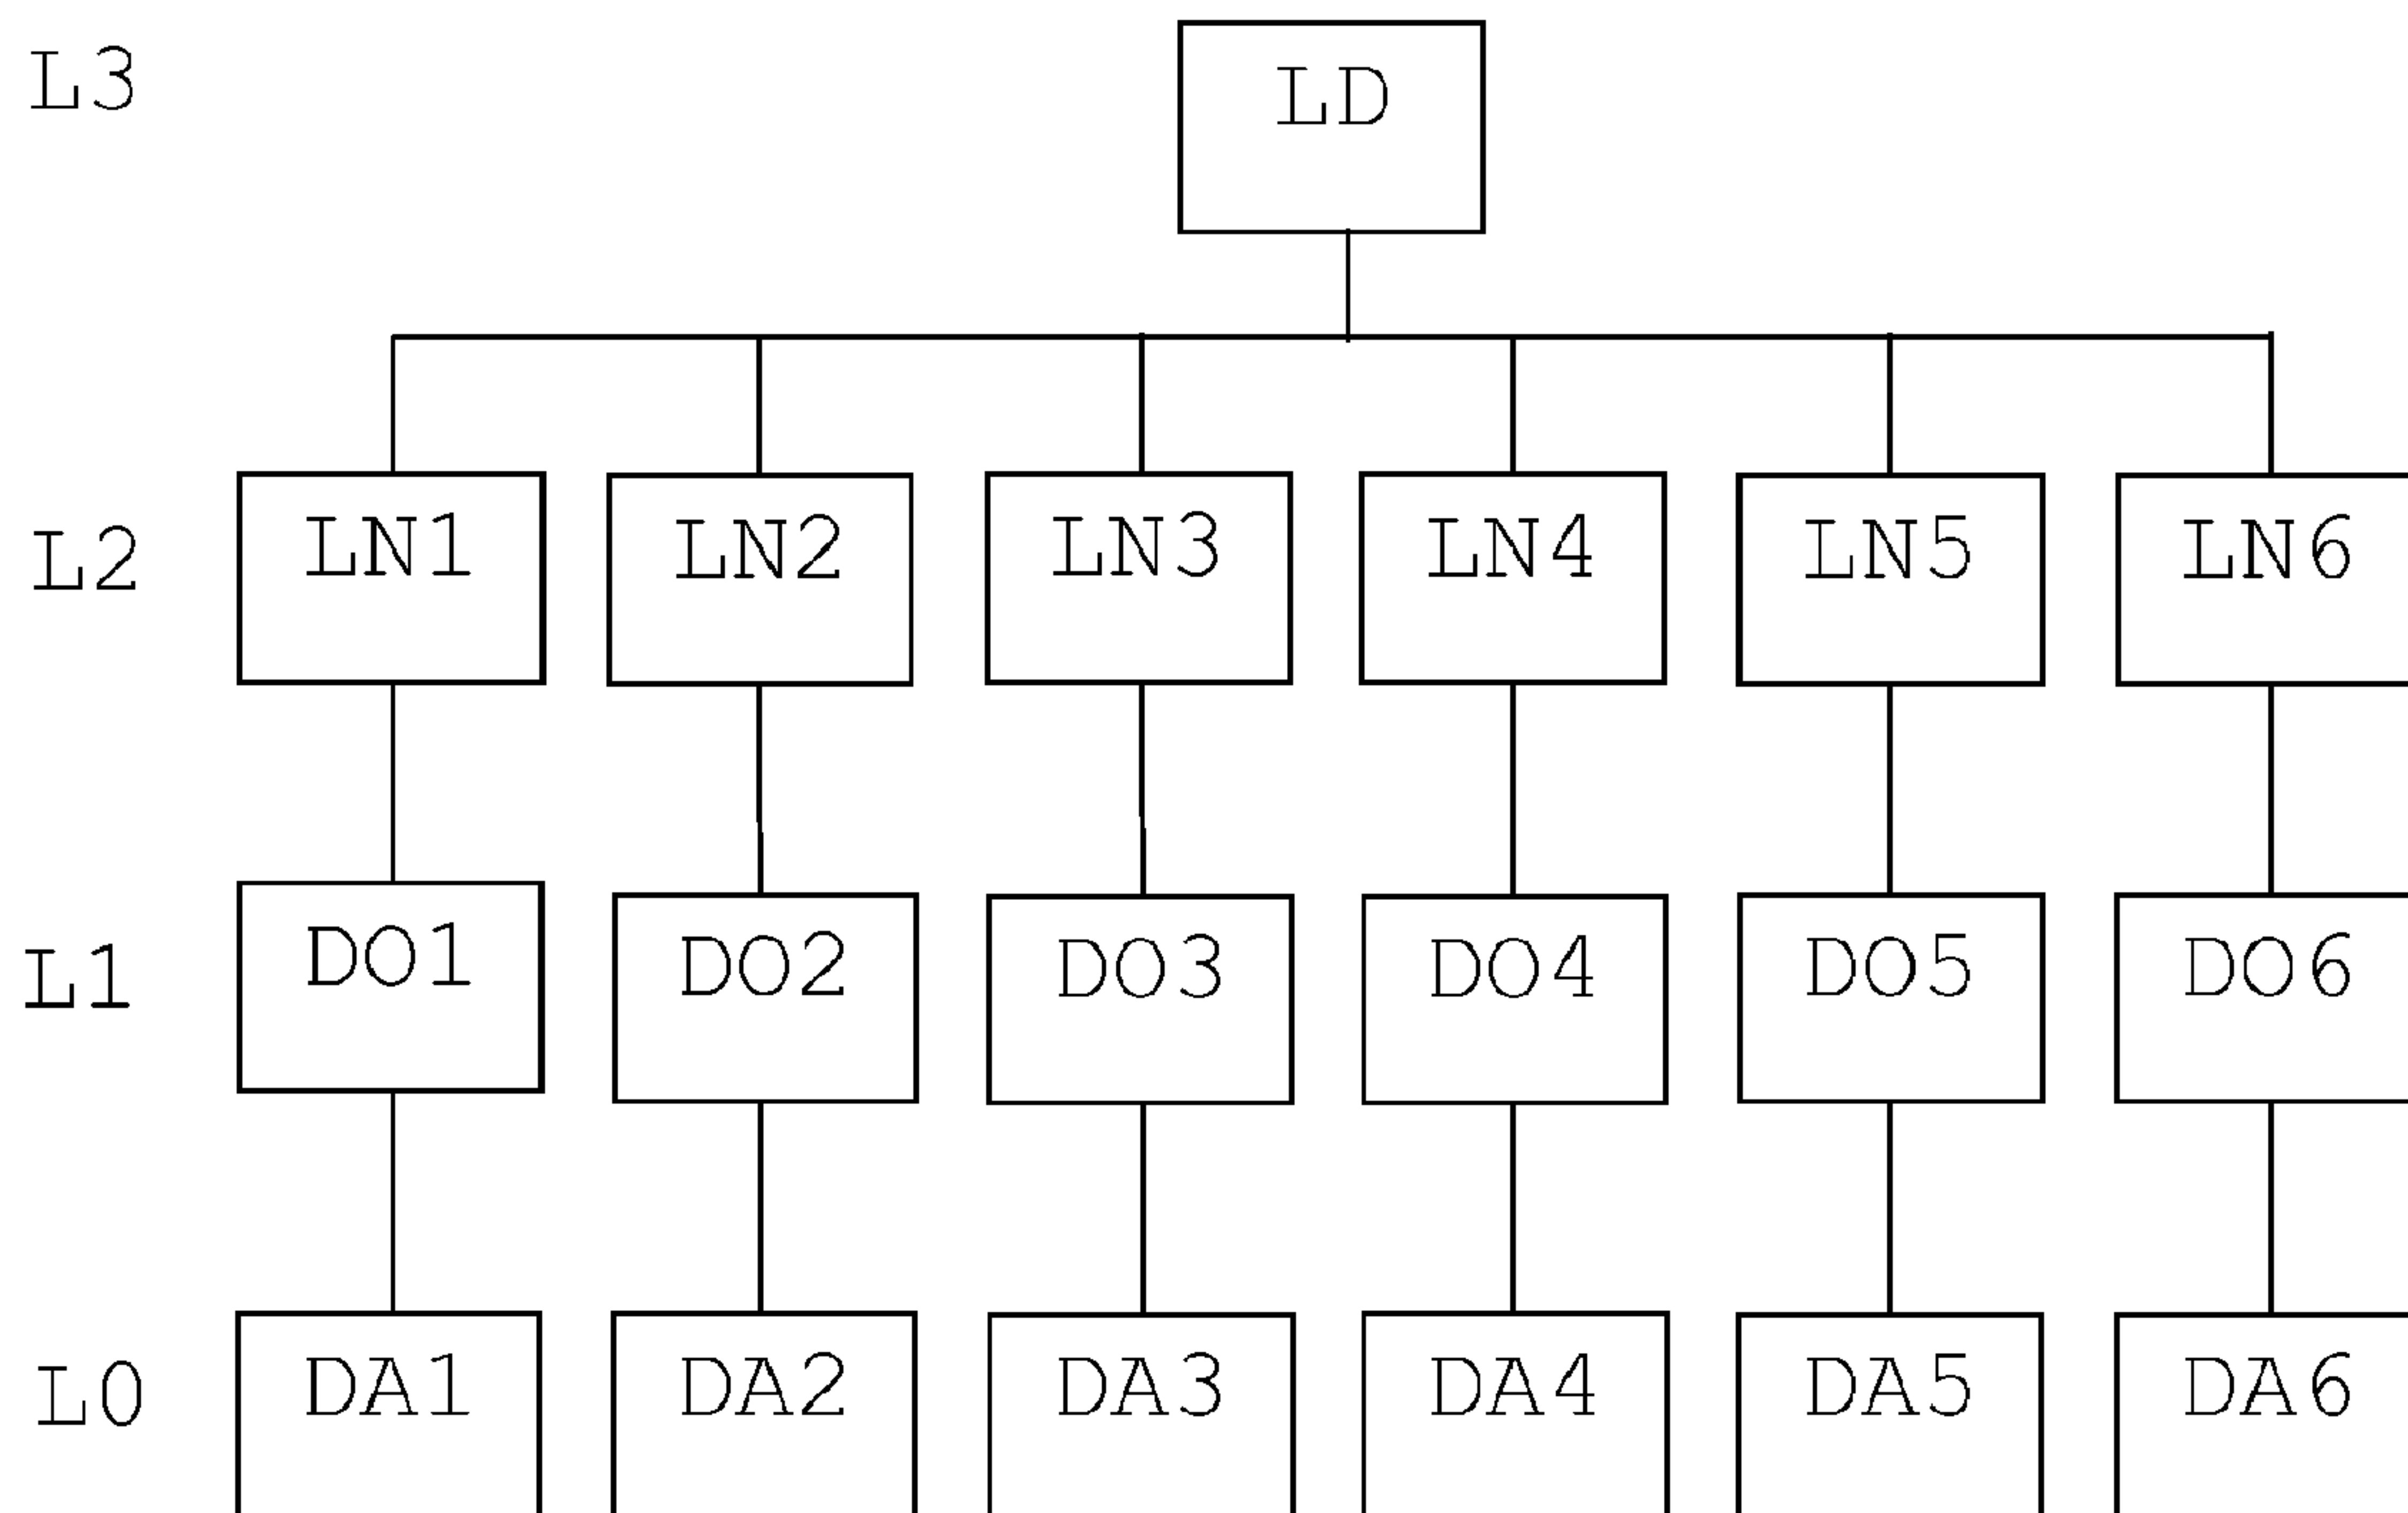 L3 LD
L2 LN1 LN2 LN3 LN4 LN5 LN6
L1 DO1 DO2 DO3 DO4 DO5 DO6
L0 DA1 DA2 DA3 DA4 DA5 DA6